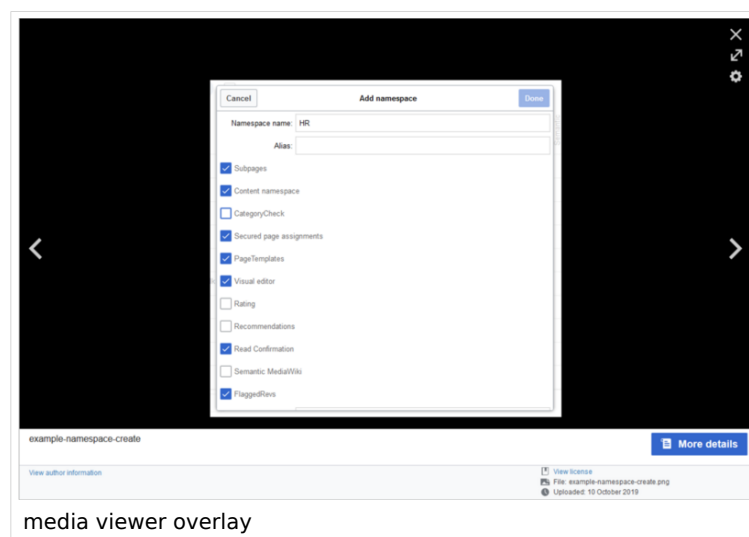 Cancel Add namespace Done
Namespace name: HR
Alias:
Subpages
Content namespace
CategoryCheck
Secured page assignments
PageTemplates
Visual editor
Rating
Recommendations
Read Confirmation
Semantic MediaWiki
FlaggedRevs
example-namespace-create
More details
View author information
View license
File: example-namespace-create.png
Uploaded: 10 October 2019
media viewer overlay